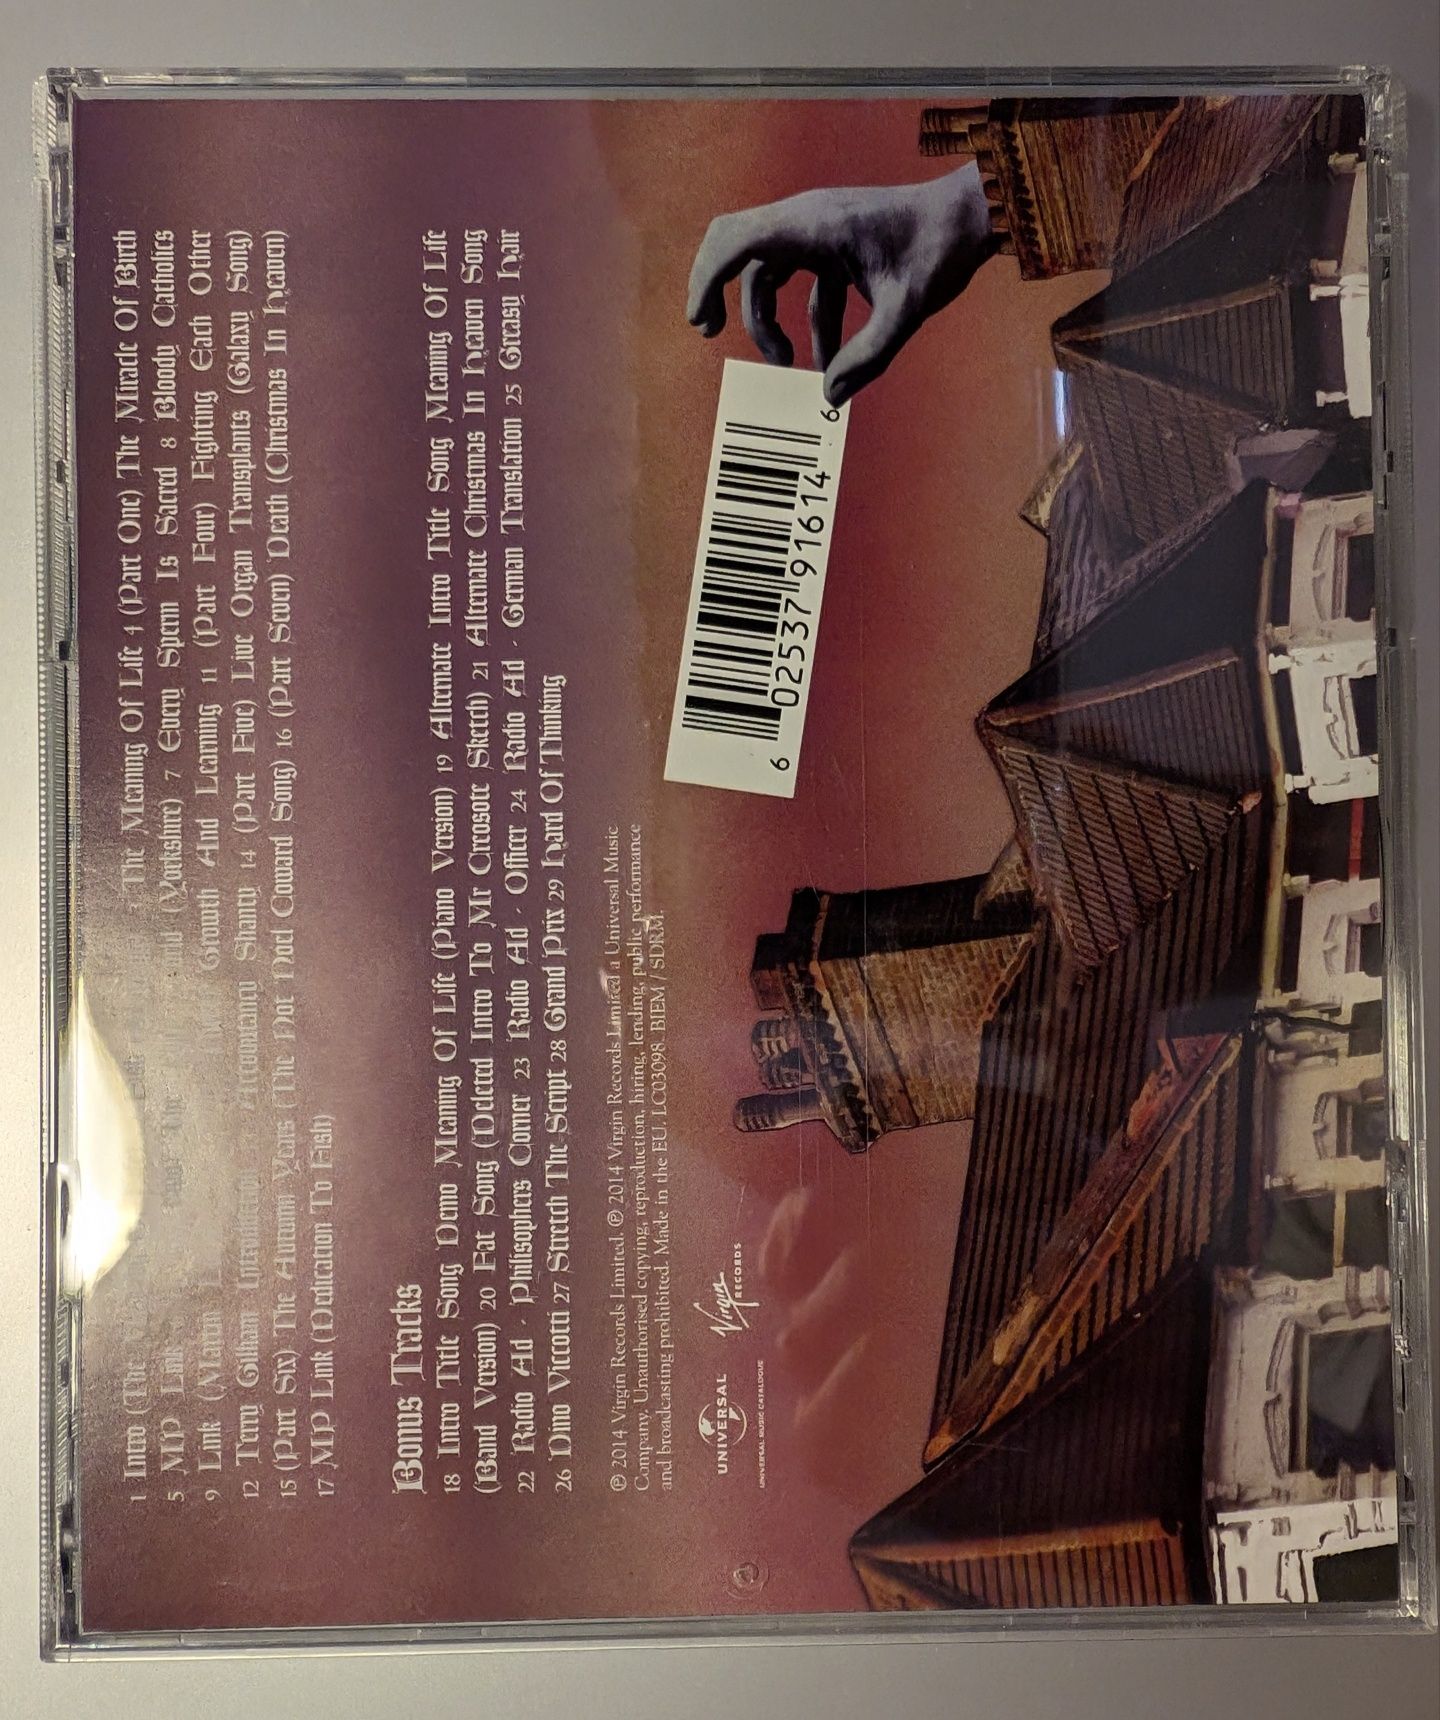 1 Intro (The The Meaning Of Life 4 (Part One) The Miracle Of Birth
5 MP Link (Yorkshire) 7 Every Sperm Is Sacred 8 Bloody Catholics
9 Link (Martin Growth And Learning 11 (Part Four) Fighting Each Other
12 Terry Gilliam Accountancy Shanty 14 (Part Five) Live Organ Transplants (Galaxy Song)
15 (Part Six) The Autumn Years (The Not Noel Coward Song) 16 (Part Seven) Death (Christmas In Heaven)
17 MP Link (Dedication To Fish)
Bonus Tracks
18 Intro Title Song Demo Meaning Of Life (Piano Version) 19 Alternate Intro Title Song Meaning Of Life
(Band Version) 20 Fat Song (Deleted Intro To Mr Creosote Sketch) 21 Alternate Christmas In Heaven Song
22 Radio Ad - Philisophers Corner 23 Radio Ad - Officer 24 Radio Ad - German Translation 25 Greasy Hair
26 Dino Vircotti 27 Stretch The Script 28 Grand Prix 29 Hard Of Thinking
℗ 2014 Virgin Records Limited. © 2014 Virgin Records Limited a Universal Music
Company. Unauthorised copying, reproduction, hiring, lending, public performance
and broadcasting prohibited. Made in the EU. LC03098. BIEM / SDRM.
UNIVERSAL
UNIVERSAL MUSIC CATALOGUE
Virgin
RECORDS
6 02537 91614 6